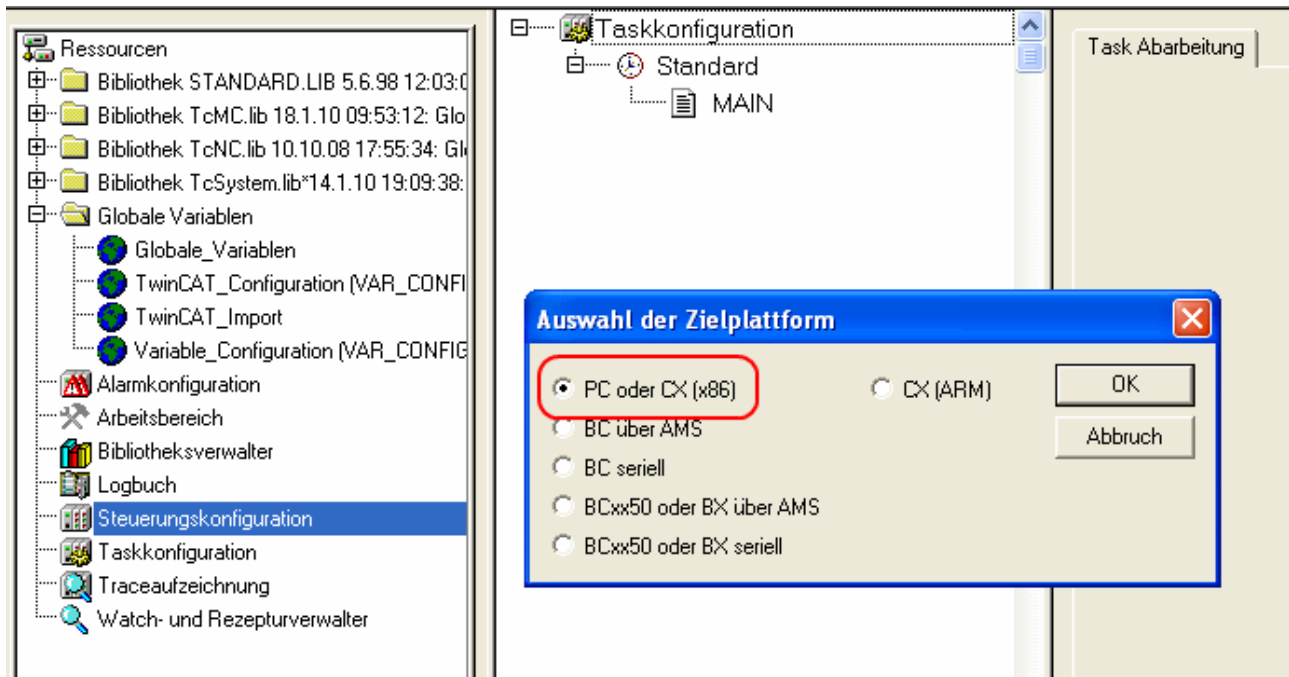 Ressourcen
Bibliothek STANDARD.LIB 5.6.98 12:03:0
Bibliothek TcMC.lib 18.1.10 09:53:12: Glo
Bibliothek TcNC.lib 10.10.08 17:55:34: Gl
Bibliothek TcSystem.lib*14.1.10 19:09:38:
Globale Variablen
Globale_Variablen
TwinCAT_Configuration (VAR_CONFI
TwinCAT_Import
Variable_Configuration (VAR_CONFIG
Alarmkonfiguration
Arbeitsbereich
Bibliotheksverwalter
Logbuch
Steuerungskonfiguration
Taskkonfiguration
Traceaufzeichnung
Watch- und Rezepturverwalter
Taskkonfiguration
Standard
MAIN
Task Abarbeitung
Auswahl der Zielplattform
PC oder CX (x86)
CX (ARM)
BC über AMS
BC seriell
BCxx50 oder BX über AMS
BCxx50 oder BX seriell
OK
Abbruch